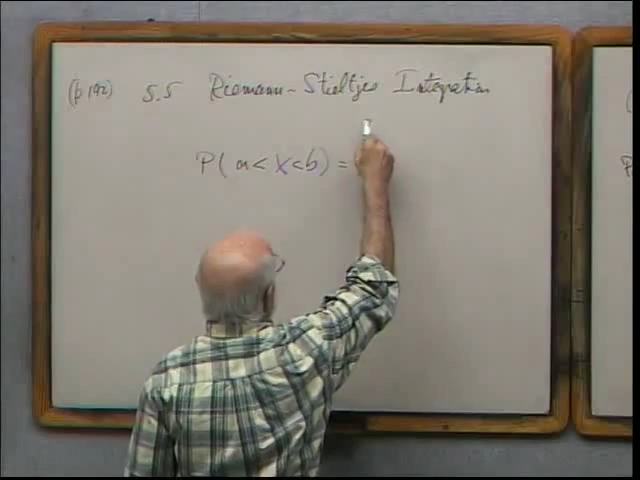 (p 192) 5.5 Riemann-Stieltjes Integration
P( a < X < b ) =